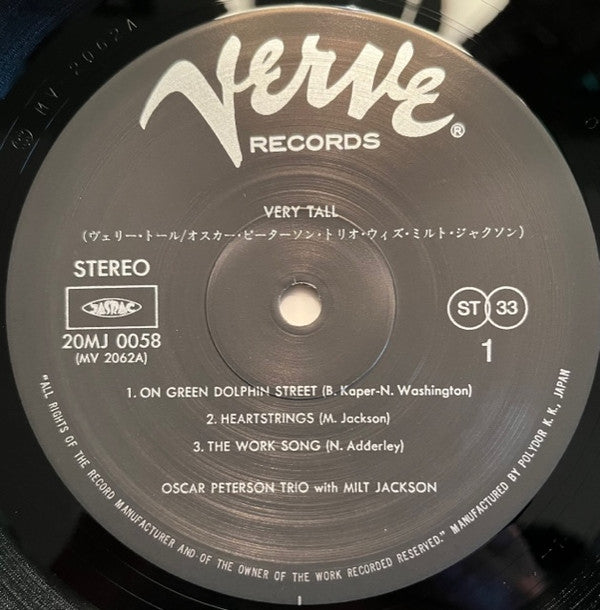 Verve®
RECORDS
VERY TALL
(ヴェリー・トール/オスカー・ピーターソン・トリオ・ウィズ・ミルト・ジャクソン)
STEREO
JASRAC
20MJ 0058
(MV 2062A)
ST 33
1
1. ON GREEN DOLPHiN STREET (B. Kaper-N. Washington)
2. HEARTSTRINGS (M. Jackson)
3. THE WORK SONG (N. Adderley)
OSCAR PETERSON TRIO with MILT JACKSON
"ALL RIGHTS OF THE RECORD MANUFACTURER AND OF THE OWNER OF THE WORK RECORDED RESERVED." MANUFACTURED BY POLYDOR K. K., JAPAN
MV 2062A